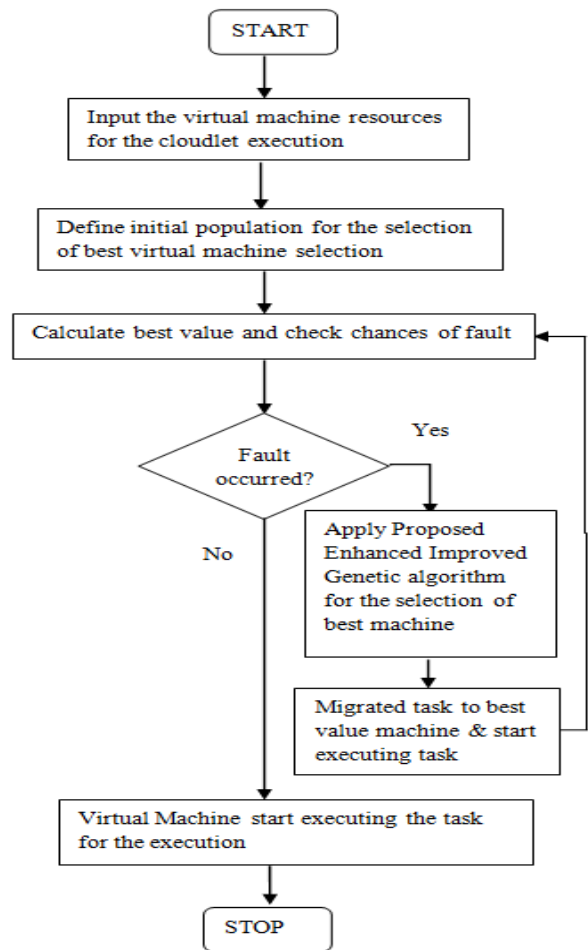 START
Input the virtual machine resources
for the cloudlet execution
Define initial population for the selection
of best virtual machine selection
Calculate best value and check chances of fault
Yes
Fault
occurred?
No
Apply Proposed
Enhanced Improved
Genetic algorithm
for the selection of
best machine
Migrated task to best
value machine & start
executing task
Virtual Machine start executing the task
for the execution
STOP